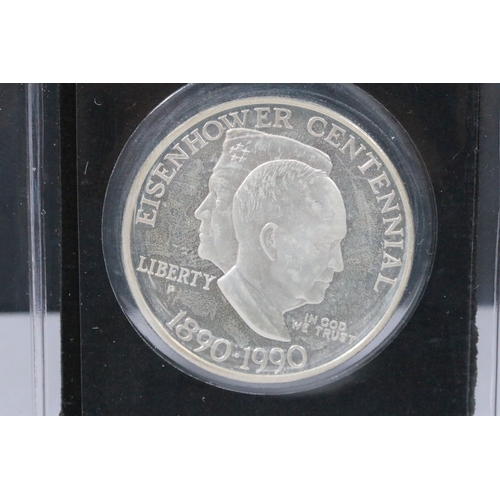 EISENHOWER CENTENNIAL
LIBERTY
P
IN GOD
WE TRUST
1890·1990